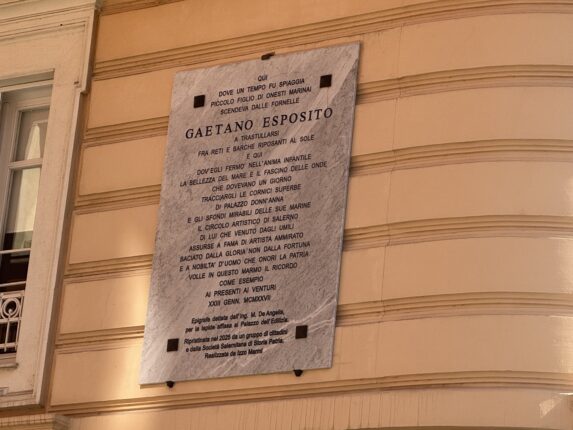 QUI
DOVE UN TEMPO FU SPIAGGIA
PICCOLO FIGLIO DI ONESTI MARINAI
SCENDEVA DALLE FORNELLE
GAETANO ESPOSITO
A TRASTULLARSI
FRA RETI E BARCHE RIPOSANTI AL SOLE
E QUI
DOV'EGLI FERMO' NELL'ANIMA INFANTILE
LA BELLEZZA DEL MARE E IL FASCINO DELLE ONDE
CHE DOVEVANO UN GIORNO
TRACCIARGLI LE CORNICI SUPERBE
DI PALAZZO DONN'ANNA
E GLI SFONDI MIRABILI DELLE SUE MARINE
IL CIRCOLO ARTISTICO DI SALERNO
DI LUI CHE VENUTO DAGLI UMILI
ASSURSE A FAMA DI ARTISTA AMMIRATO
BACIATO DALLA GLORIA NON DALLA FORTUNA
E A NOBILTA' D'UOMO CHE ONORI LA PATRIA
VOLLE IN QUESTO MARMO IL RICORDO
COME ESEMPIO
AI PRESENTI AI VENTURI
XXIII GENN. MCMXXVII
Epigrafe dettata dall'ing. M. De Angelis,
per la lapide affissa al Palazzo dell'Edilizia.
Ripristinata nel 2025 da un gruppo di cittadini
e dalla Società Salernitana di Storia Patria.
Realizzata da Izzo Marmi